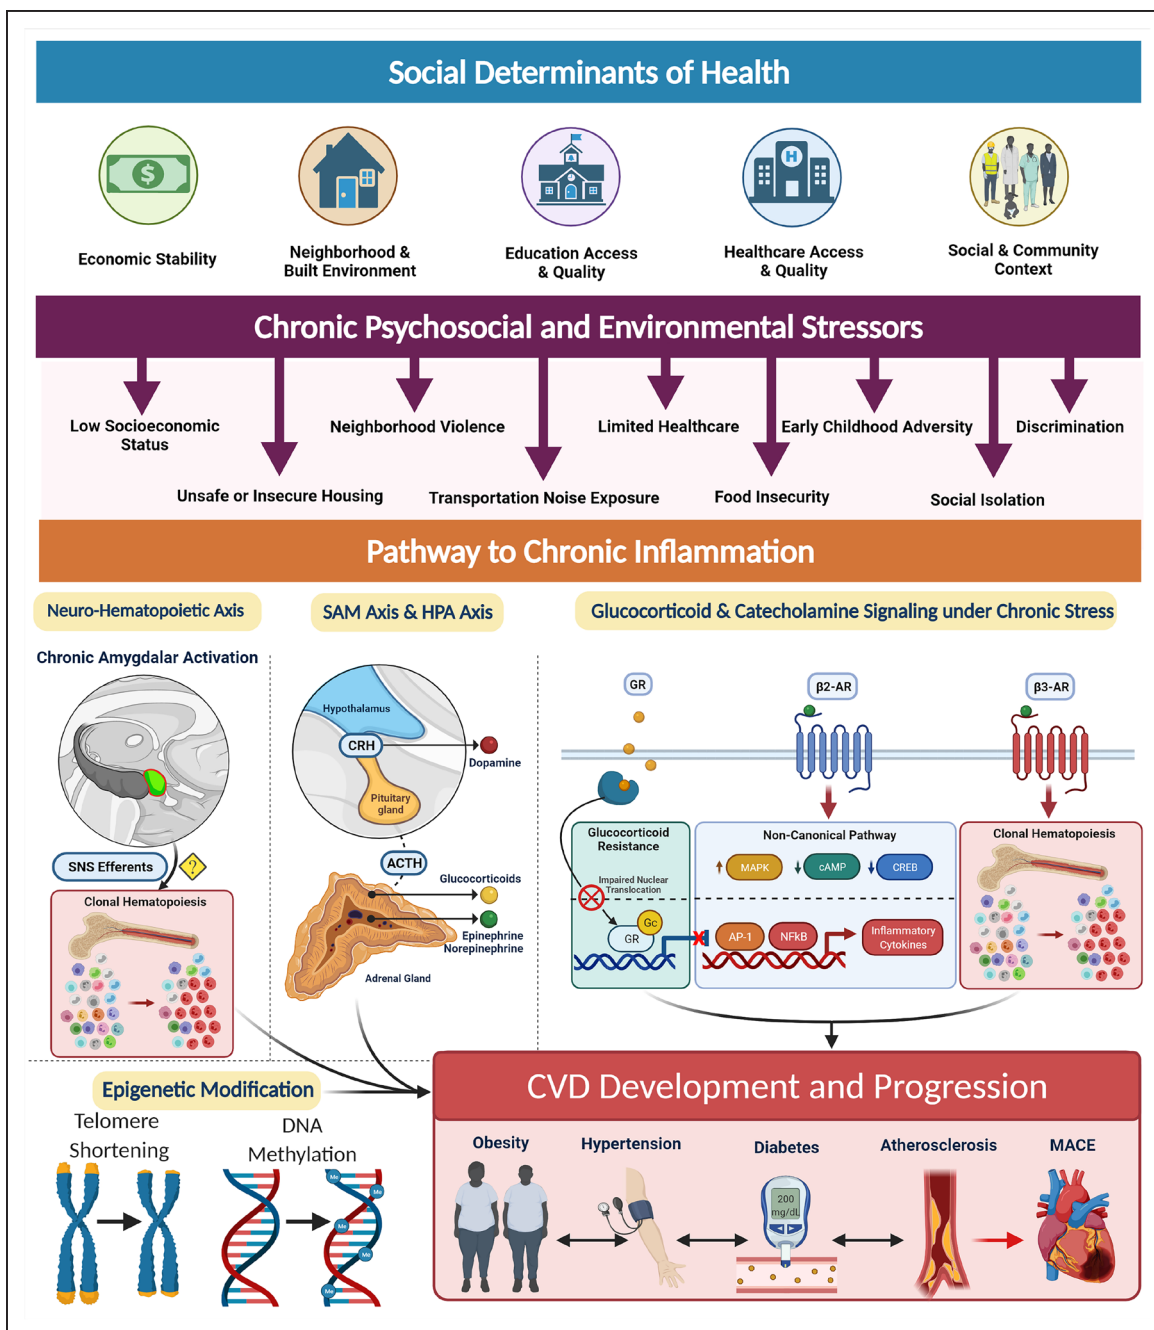 Social Determinants of Health
Economic Stability
Neighborhood &
Built Environment
Education Access
& Quality
H
Healthcare Access
& Quality
Social & Community
Context
$
Chronic Psychosocial and Environmental Stressors
Low Socioeconomic
Status
Neighborhood Violence
Limited Healthcare
Early Childhood Adversity
Discrimination
Unsafe or Insecure Housing
Transportation Noise Exposure
Food Insecurity
Social Isolation
Pathway to Chronic Inflammation
Neuro-Hematopoietic Axis
Chronic Amygdalar Activation
SNS Efferents
?
Clonal Hematopoiesis
SAM Axis & HPA Axis
Hypothalamus
CRH
Dopamine
Pituitary
gland
ACTH
Glucocorticoids
Epinephrine
Norepinephrine
Adrenal Gland
Glucocorticoid & Catecholamine Signaling under Chronic Stress
GR
β2-AR
β3-AR
Glucocorticoid
Resistance
Impaired Nuclear
Translocation
Gc
GR
Non-Canonical Pathway
MAPK
cAMP
CREB
AP-1
NFkB
Inflammatory
Cytokines
Clonal Hematopoiesis
Epigenetic Modification
Telomere
Shortening
DNA
Methylation
Me
Me
Me
Me
Me
CVD Development and Progression
Obesity
Hypertension
Diabetes
200
mg/dL
Atherosclerosis
MACE